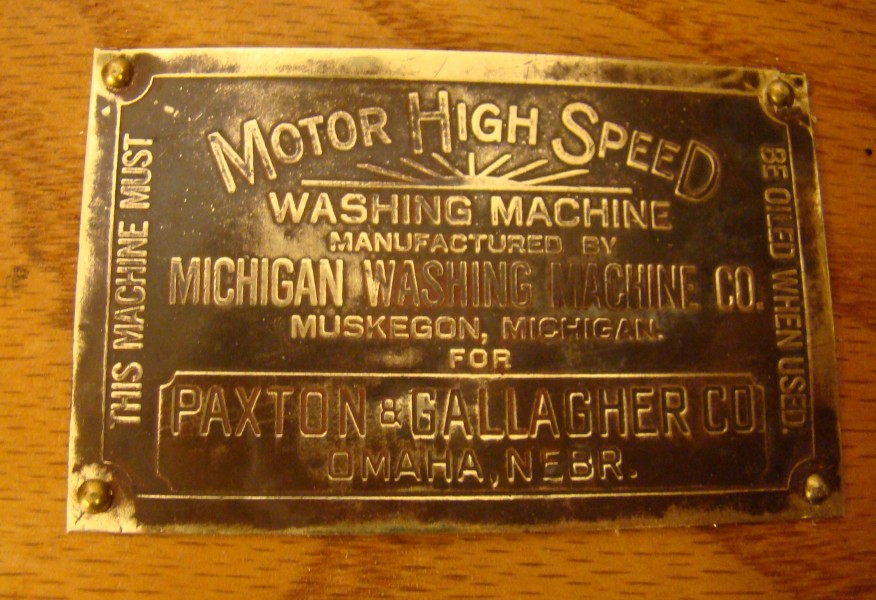 MOTOR HIGH SPEED
WASHING MACHINE
MANUFACTURED BY
MICHIGAN WASHING MACHINE CO.
MUSKEGON, MICHIGAN.
FOR
PAXTON & GALLAGHER CO
OMAHA, NEBR.
THIS MACHINE MUST
BE OILED WHEN USED.